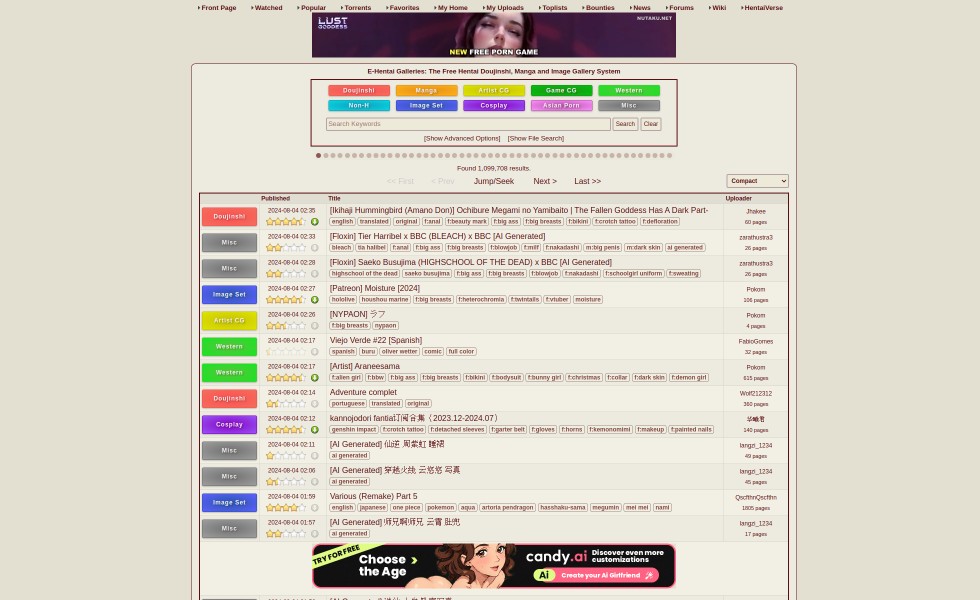 Front Page Watched Popular Torrents Favorites My Home My Uploads Toplists Bounties News Forums Wiki HentaiVerse
LUST GODDESS
NUTAKU.NET
NEW FREE PORN GAME
E-Hentai Galleries: The Free Hentai Doujinshi, Manga and Image Gallery System
Doujinshi Manga Artist CG Game CG Western
Non-H Image Set Cosplay Asian Porn Misc
Search Keywords Search Clear
[Show Advanced Options] [Show File Search]
Found 1,099,708 results.
<< First < Prev Jump/Seek Next > Last >> Compact
Published Title Uploader
Doujinshi 2024-08-04 02:35 [Ikihaji Hummingbird (Amano Don)] Ochibure Megami no Yamibaito | The Fallen Goddess Has A Dark Part- Jhakee
english translated original f:anal f:beauty mark f:big ass f:big breasts f:bikini f:crotch tattoo f:defloration 60 pages
Misc 2024-08-04 02:33 [Floxin] Tier Harribel x BBC (BLEACH) x BBC [AI Generated] zarathustra3
bleach tia halibel f:anal f:big ass f:big breasts f:blowjob f:milf f:nakadashi m:big penis m:dark skin ai generated 26 pages
Misc 2024-08-04 02:28 [Floxin] Saeko Busujima (HIGHSCHOOL OF THE DEAD) x BBC [AI Generated] zarathustra3
highschool of the dead saeko busujima f:big ass f:big breasts f:blowjob f:nakadashi f:schoolgirl uniform f:sweating 26 pages
Image Set 2024-08-04 02:27 [Patreon] Moisture [2024] Pokom
hololive houshou marine f:big breasts f:heterochromia f:twintails f:vtuber moisture 106 pages
Artist CG 2024-08-04 02:26 [NYPAON] ラフ Pokom
f:big breasts nypaon 4 pages
Western 2024-08-04 02:17 Viejo Verde #22 [Spanish] FabioGomes
spanish buru oliver wetter comic full color 32 pages
Western 2024-08-04 02:17 [Artist] Araneesama Pokom
f:alien girl f:bbw f:big ass f:big breasts f:bikini f:bodysuit f:bunny girl f:christmas f:collar f:dark skin f:demon girl 615 pages
Doujinshi 2024-08-04 02:14 Adventure complet Wolf212312
portuguese translated original 360 pages
Cosplay 2024-08-04 02:12 kannojodori fantia订阅合集（2023.12-2024.07）
genshin impact f:crotch tattoo f:detached sleeves f:garter belt f:gloves f:horns f:kemonomimi f:makeup f:painted nails 140 pages
Misc 2024-08-04 02:11 [AI Generated] 仙逆 周紫虹 睡裙 langzi_1234
ai generated 49 pages
Misc 2024-08-04 02:06 [AI Generated] 穿越火线 云悠悠 写真 langzi_1234
ai generated 45 pages
Image Set 2024-08-04 01:59 Various (Remake) Part 5 QscfthnQscfthn
english japanese one piece pokemon aqua artoria pendragon hasshaku-sama megumin mei mei nami 1805 pages
Misc 2024-08-04 01:57 [AI Generated] 师兄啊师兄 云霄 肚兜 langzi_1234
ai generated 17 pages
TRY FOR FREE
Choose the Age
candy.ai Discover even more customizations
Ai Create your AI Girlfriend